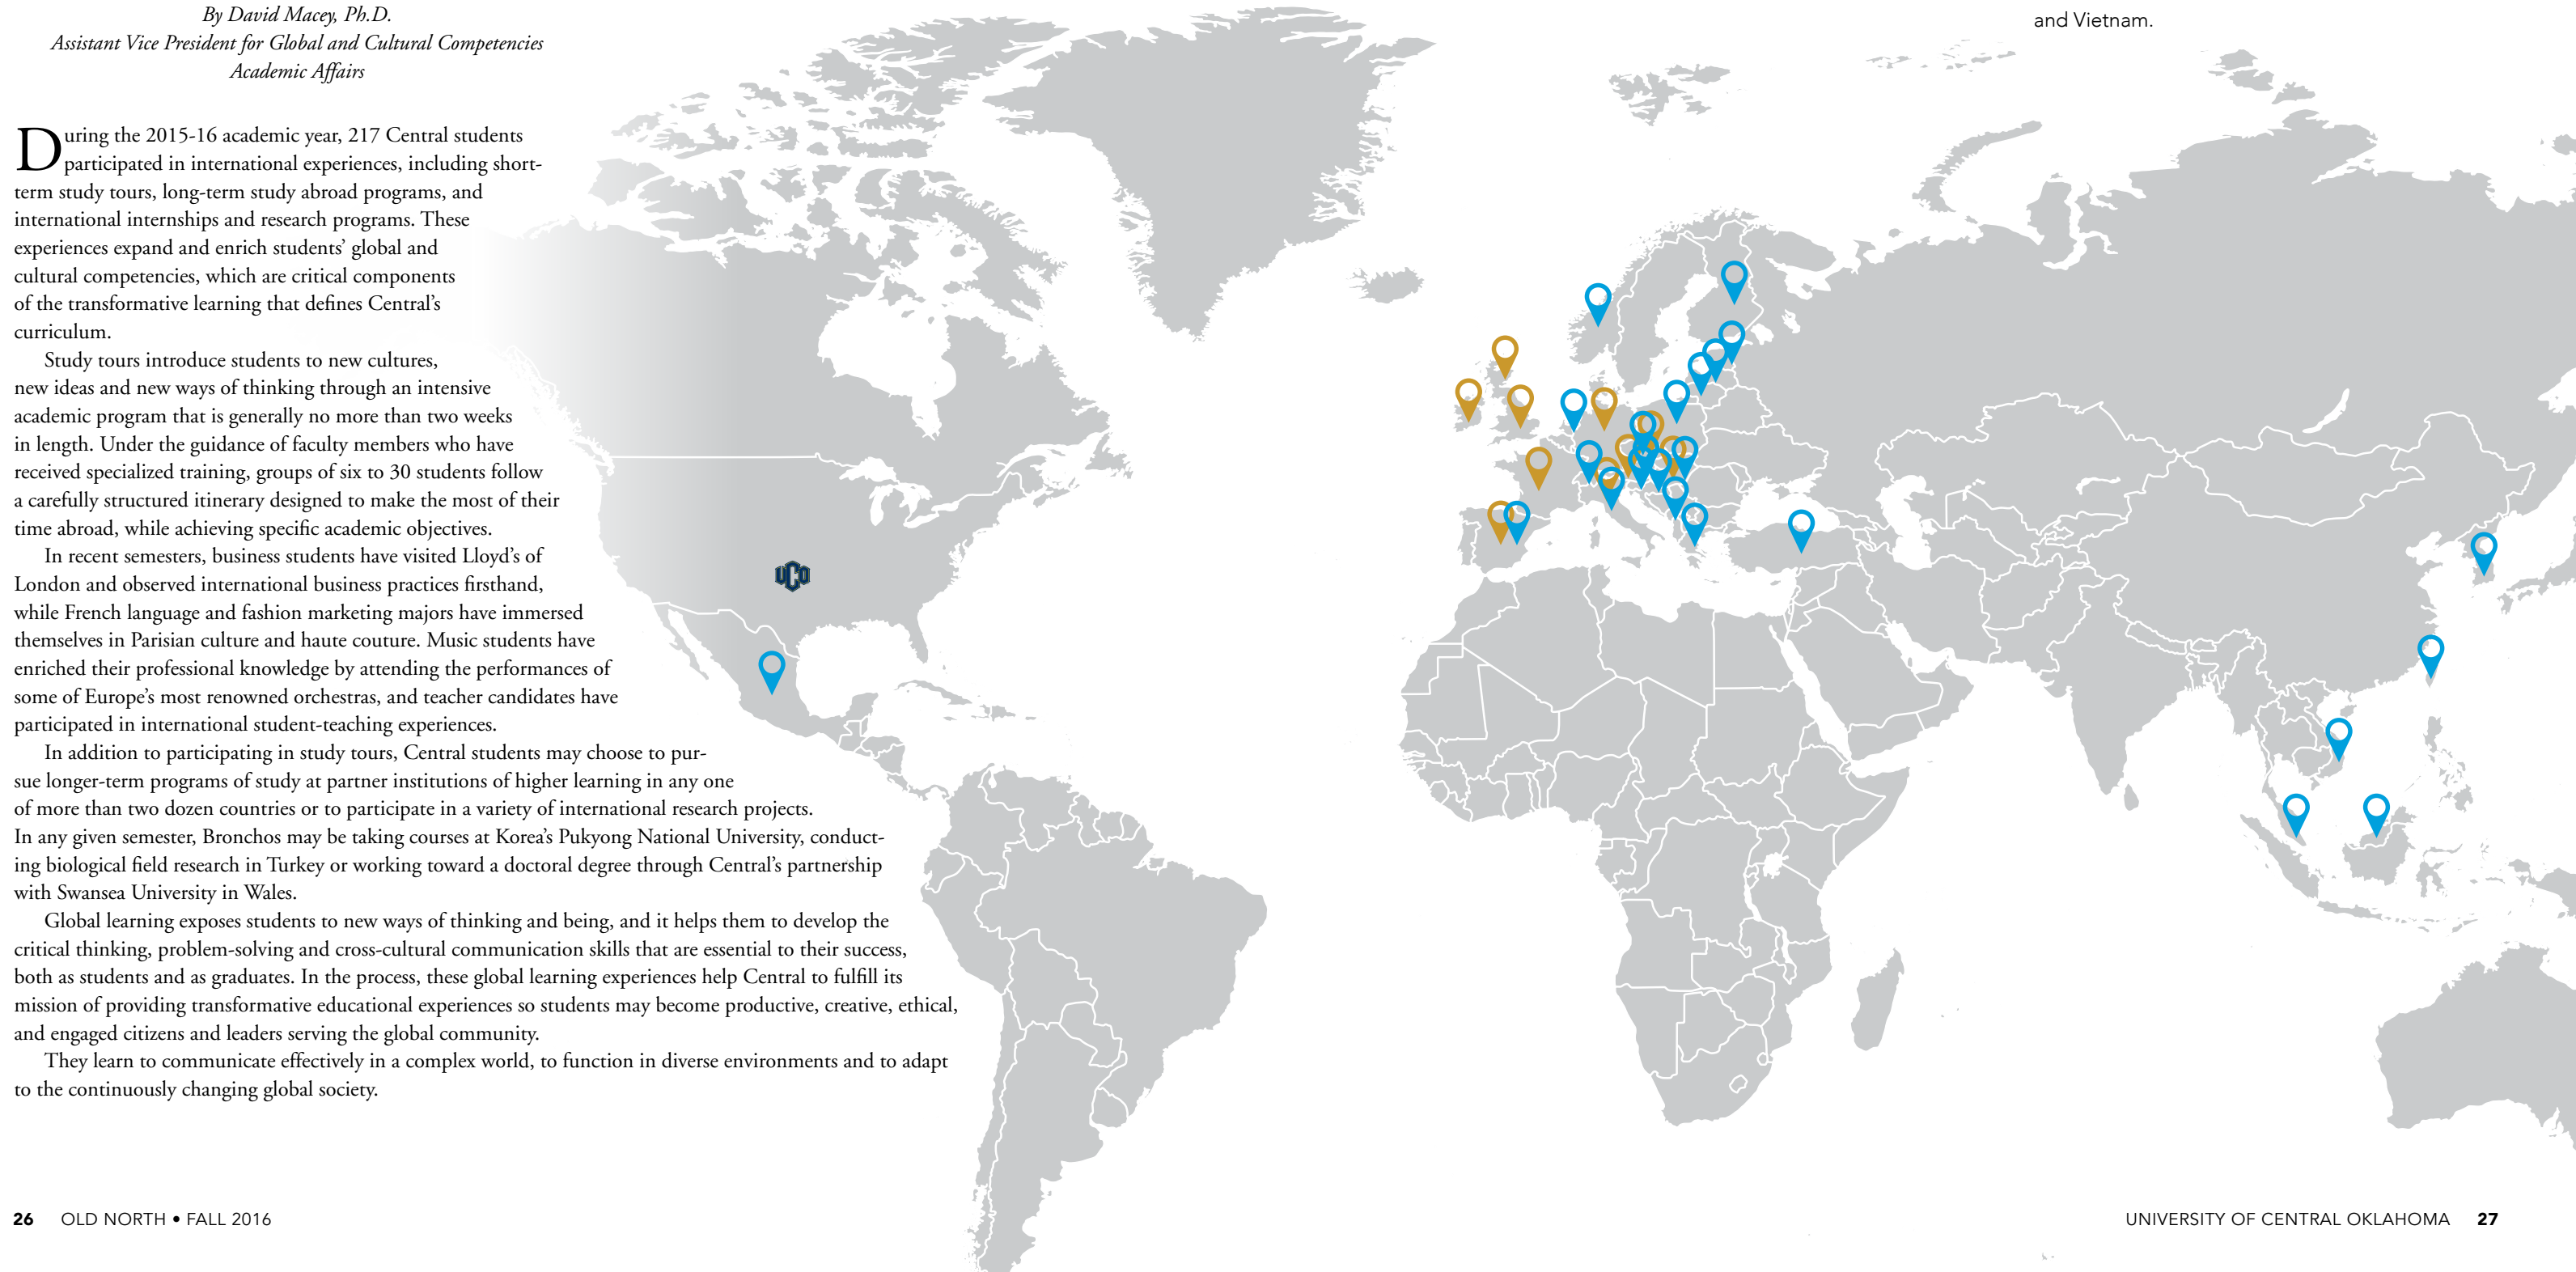 By David Macey, Ph.D.
Assistant Vice President for Global and Cultural Competencies
Academic Affairs
During the 2015-16 academic year, 217 Central students
participated in international experiences, including short-
term study tours, long-term study abroad programs, and
international internships and research programs. These
experiences expand and enrich students’ global and
cultural competencies, which are critical components
of the transformative learning that defines Central’s
curriculum.
Study tours introduce students to new cultures,
new ideas and new ways of thinking through an intensive
academic program that is generally no more than two weeks
in length. Under the guidance of faculty members who have
received specialized training, groups of six to 30 students follow
a carefully structured itinerary designed to make the most of their
time abroad, while achieving specific academic objectives.
In recent semesters, business students have visited Lloyd’s of
London and observed international business practices firsthand,
while French language and fashion marketing majors have immersed
themselves in Parisian culture and haute couture. Music students have
enriched their professional knowledge by attending the performances of
some of Europe’s most renowned orchestras, and teacher candidates have
participated in international student-teaching experiences.
In addition to participating in study tours, Central students may choose to pur-
sue longer-term programs of study at partner institutions of higher learning in any one
of more than two dozen countries or to participate in a variety of international research projects.
In any given semester, Bronchos may be taking courses at Korea’s Pukyong National University, conduct-
ing biological field research in Turkey or working toward a doctoral degree through Central’s partnership
with Swansea University in Wales.
Global learning exposes students to new ways of thinking and being, and it helps them to develop the
critical thinking, problem-solving and cross-cultural communication skills that are essential to their success,
both as students and as graduates. In the process, these global learning experiences help Central to fulfill its
mission of providing transformative educational experiences so students may become productive, creative, ethical,
and engaged citizens and leaders serving the global community.
They learn to communicate effectively in a complex world, to function in diverse environments and to adapt
to the continuously changing global society.
26 OLD NORTH • FALL 2016
and Vietnam.
UCO
UNIVERSITY OF CENTRAL OKLAHOMA 27